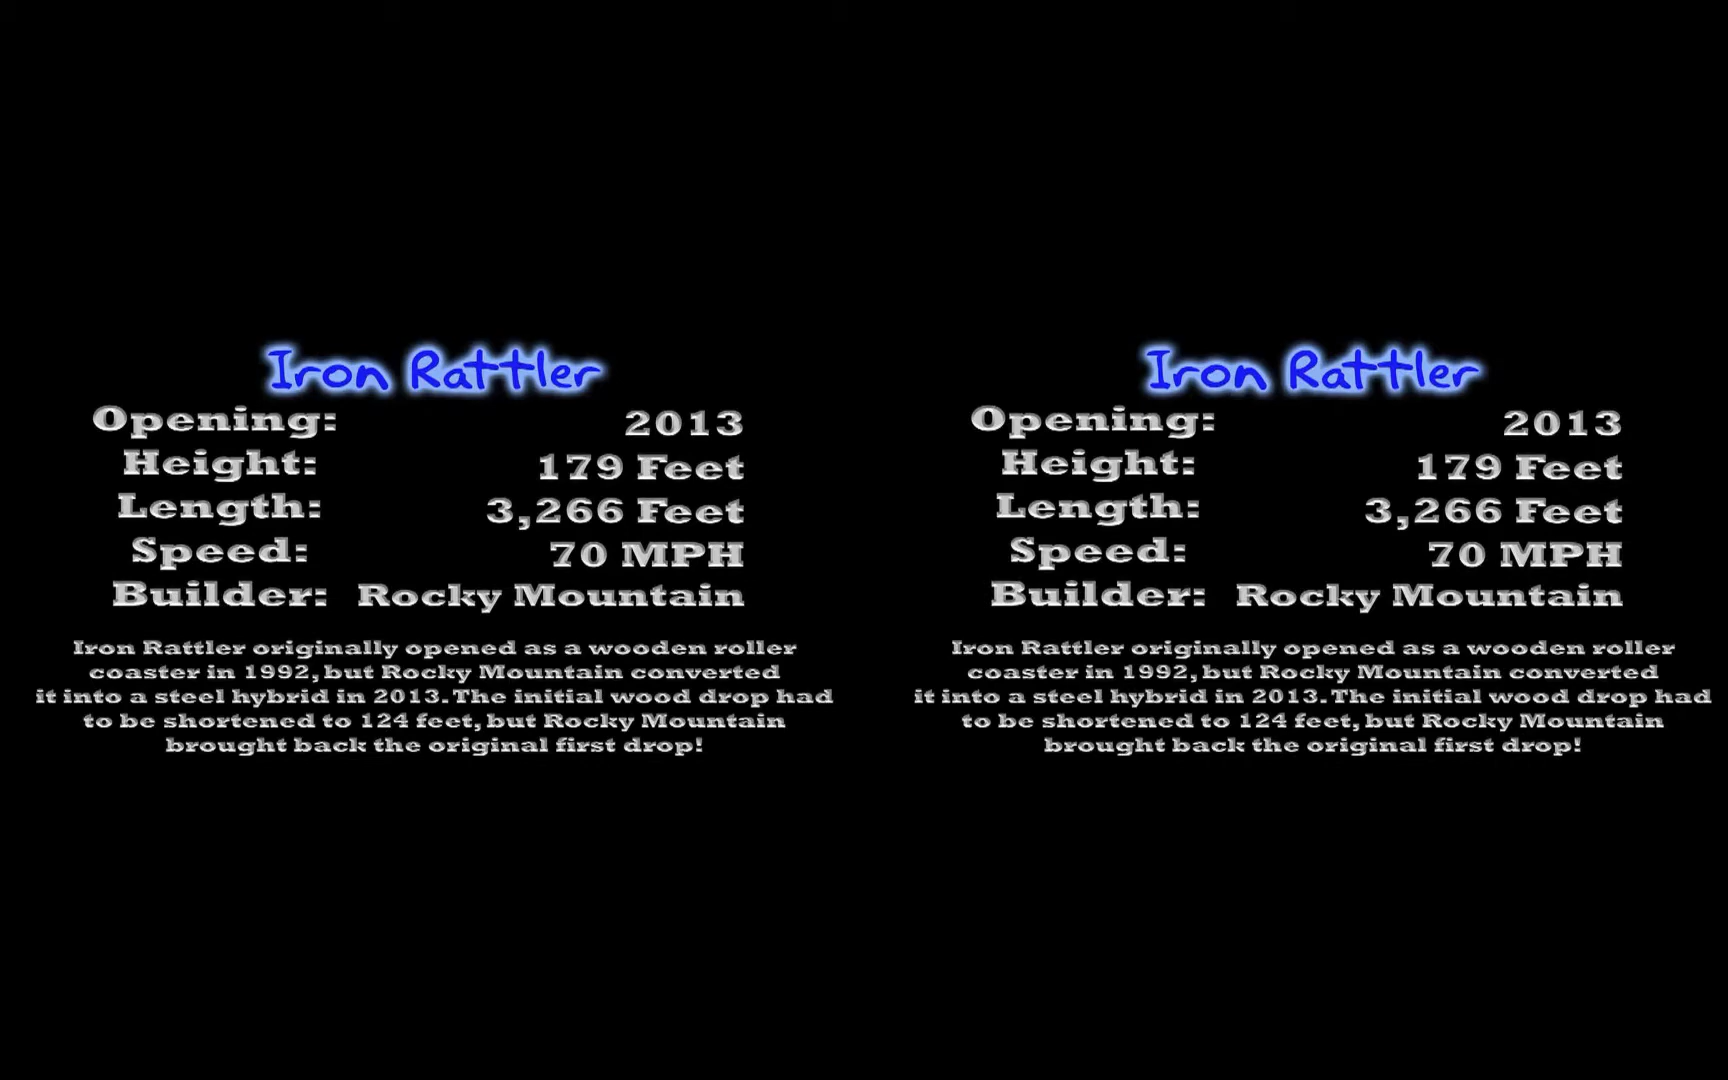 Iron Rattler
Opening: 2013
Height: 179 Feet
Length: 3,266 Feet
Speed: 70 MPH
Builder: Rocky Mountain
Iron Rattler originally opened as a wooden roller
coaster in 1992, but Rocky Mountain converted
it into a steel hybrid in 2013. The initial wood drop had
to be shortened to 124 feet, but Rocky Mountain
brought back the original first drop!
Iron Rattler
Opening: 2013
Height: 179 Feet
Length: 3,266 Feet
Speed: 70 MPH
Builder: Rocky Mountain
Iron Rattler originally opened as a wooden roller
coaster in 1992, but Rocky Mountain converted
it into a steel hybrid in 2013. The initial wood drop had
to be shortened to 124 feet, but Rocky Mountain
brought back the original first drop!